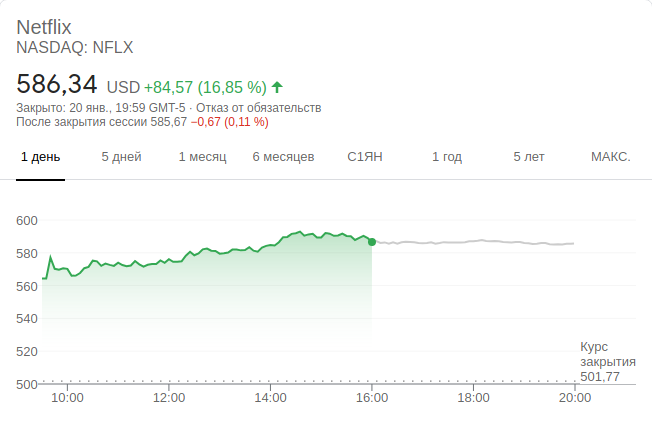 Netflix
NASDAQ: NFLX
586,34 USD +84,57 (16,85 %)
Закрыто: 20 янв., 19:59 GMT-5 · Отказ от обязательств
После закрытия сессии 585,67 −0,67 (0,11 %)
1 день 5 дней 1 месяц 6 месяцев С1ЯН 1 год 5 лет МАКС.
600
580
560
540
520
Курс
закрытия
501,77
500
10:00 12:00 14:00 16:00 18:00 20:00